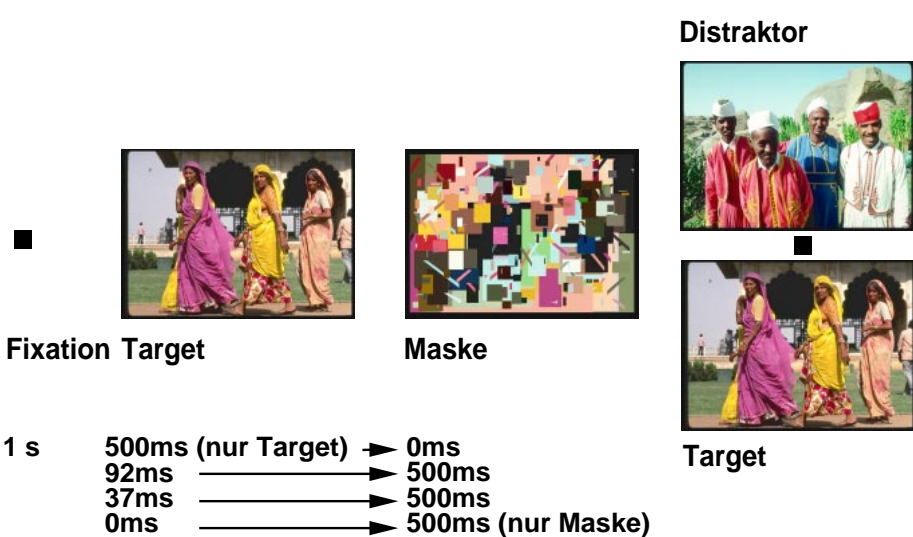 Distraktor
Fixation Target Maske
Target
1 s 500ms (nur Target) 0ms
92ms 500ms
37ms 500ms
0ms 500ms (nur Maske)